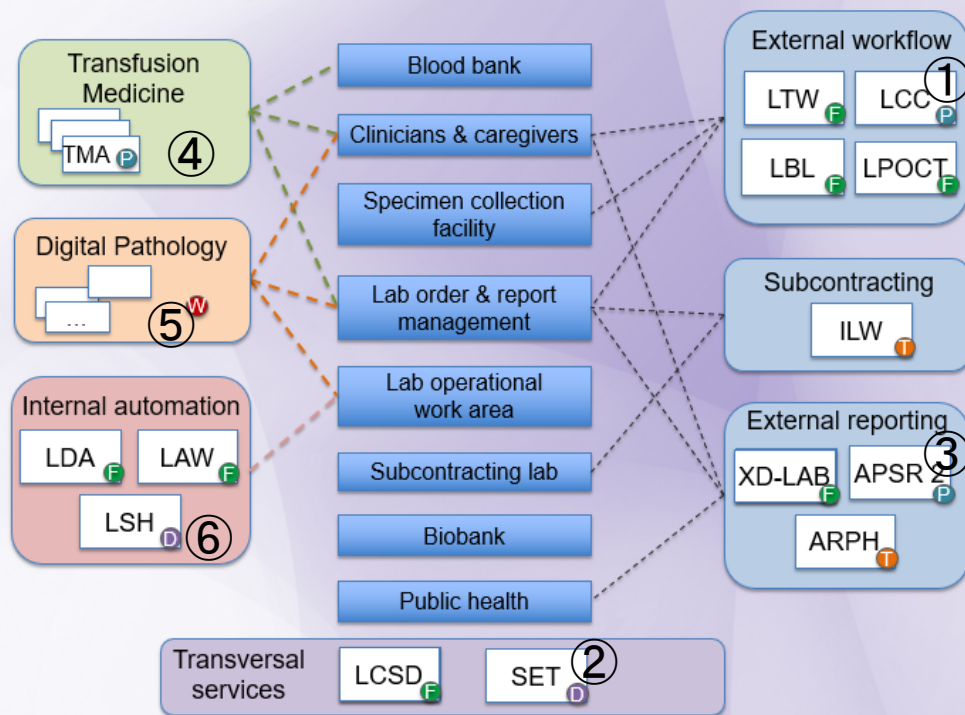 Transfusion
Medicine
TMA P
④
Digital Pathology
W
...
⑤
Internal automation
LDA F
LAW F
LSH D
⑥
Blood bank
Clinicians & caregivers
Specimen collection
facility
Lab order & report
management
Lab operational
work area
Subcontracting lab
Biobank
Public health
External workflow
①
LTW F
LCC P
LBL F
LPOCT F
Subcontracting
ILW T
External reporting
③
XD-LAB F
APSR 2 P
ARPH T
Transversal
services
LCSD F
SET D
②